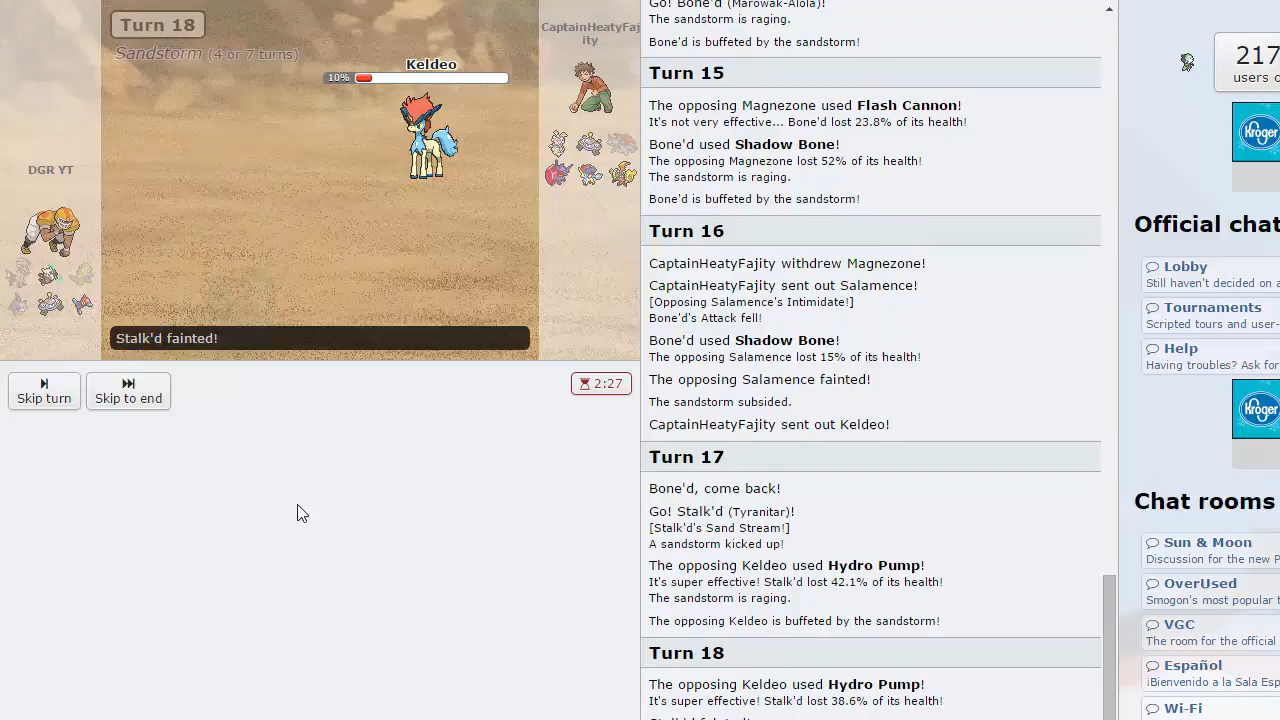 Turn 18
Sandstorm (4 or 7 turns)
Keldeo
10%
DGR YT
CaptainHeatyFaj
ity
Stalk'd fainted!
Skip turn
Skip to end
2:27
Go! Bone'd (Marowak-Alola)!
The sandstorm is raging.
Bone'd is buffeted by the sandstorm!
Turn 15
The opposing Magnezone used Flash Cannon!
It's not very effective... Bone'd lost 23.8% of its health!
Bone'd used Shadow Bone!
The opposing Magnezone lost 52% of its health!
The sandstorm is raging.
Bone'd is buffeted by the sandstorm!
Turn 16
CaptainHeatyFajity withdrew Magnezone!
CaptainHeatyFajity sent out Salamence!
[Opposing Salamence's Intimidate!]
Bone'd's Attack fell!
Bone'd used Shadow Bone!
The opposing Salamence lost 15% of its health!
The opposing Salamence fainted!
The sandstorm subsided.
CaptainHeatyFajity sent out Keldeo!
Turn 17
Bone'd, come back!
Go! Stalk'd (Tyranitar)!
[Stalk'd's Sand Stream!]
A sandstorm kicked up!
The opposing Keldeo used Hydro Pump!
It's super effective! Stalk'd lost 42.1% of its health!
The sandstorm is raging.
The opposing Keldeo is buffeted by the sandstorm!
Turn 18
The opposing Keldeo used Hydro Pump!
It's super effective! Stalk'd lost 38.6% of its health!
217
users o
Kroger
Official chat
Lobby
Still haven't decided on a
Tournaments
Scripted tours and user-
Help
Having troubles? Ask for
Kroger
Chat rooms
Sun & Moon
Discussion for the new P
OverUsed
Smogon's most popular t
VGC
The room for the official
Español
¡Bienvenido a la Sala Esp
Wi-Fi